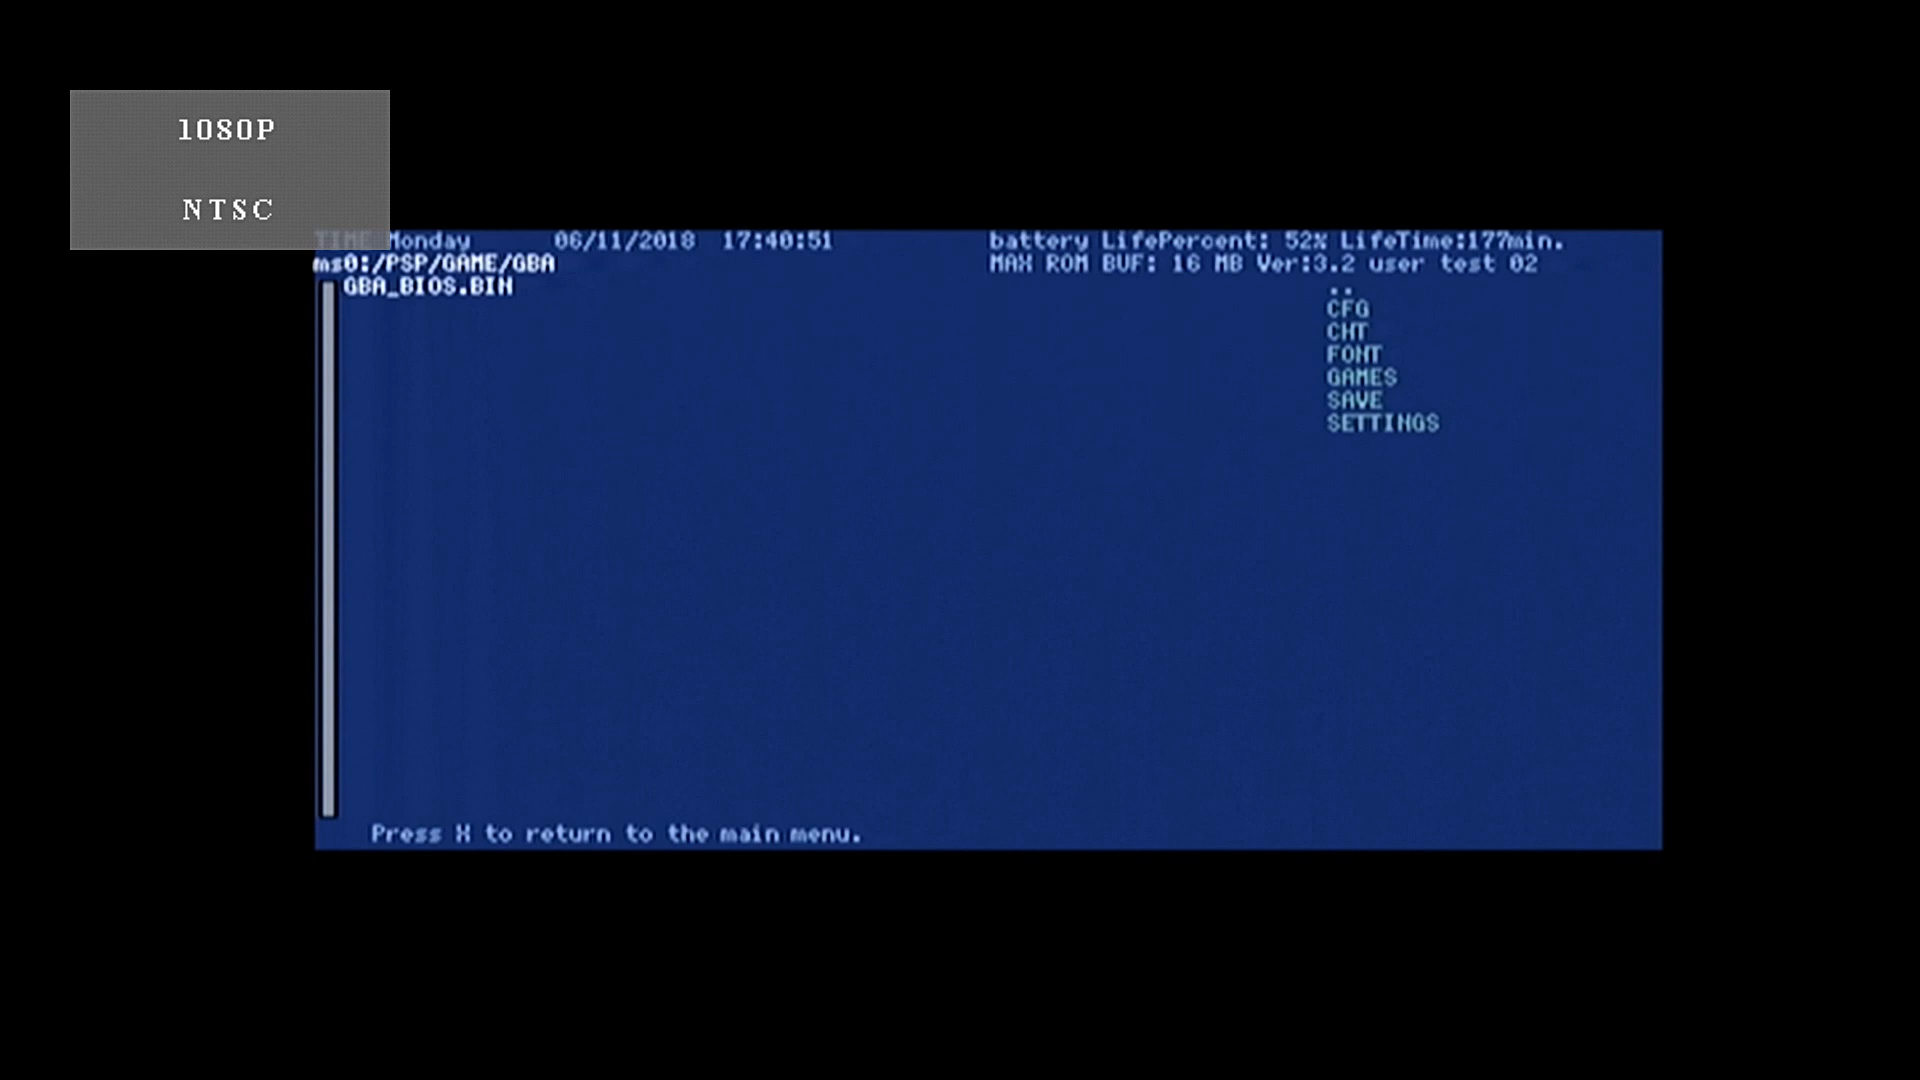 1080P
NTSC
TIME Monday 06/11/2018 17:40:51 battery LifePercent: 52% LifeTime:177min.
ms0:/PSP/GAME/GBA MAX ROM BUF: 16 MB Ver:3.2 user test 02
GBA_BIOS.BIN ..
CFG
CHT
FONT
GAMES
SAVE
SETTINGS
Press X to return to the main menu.